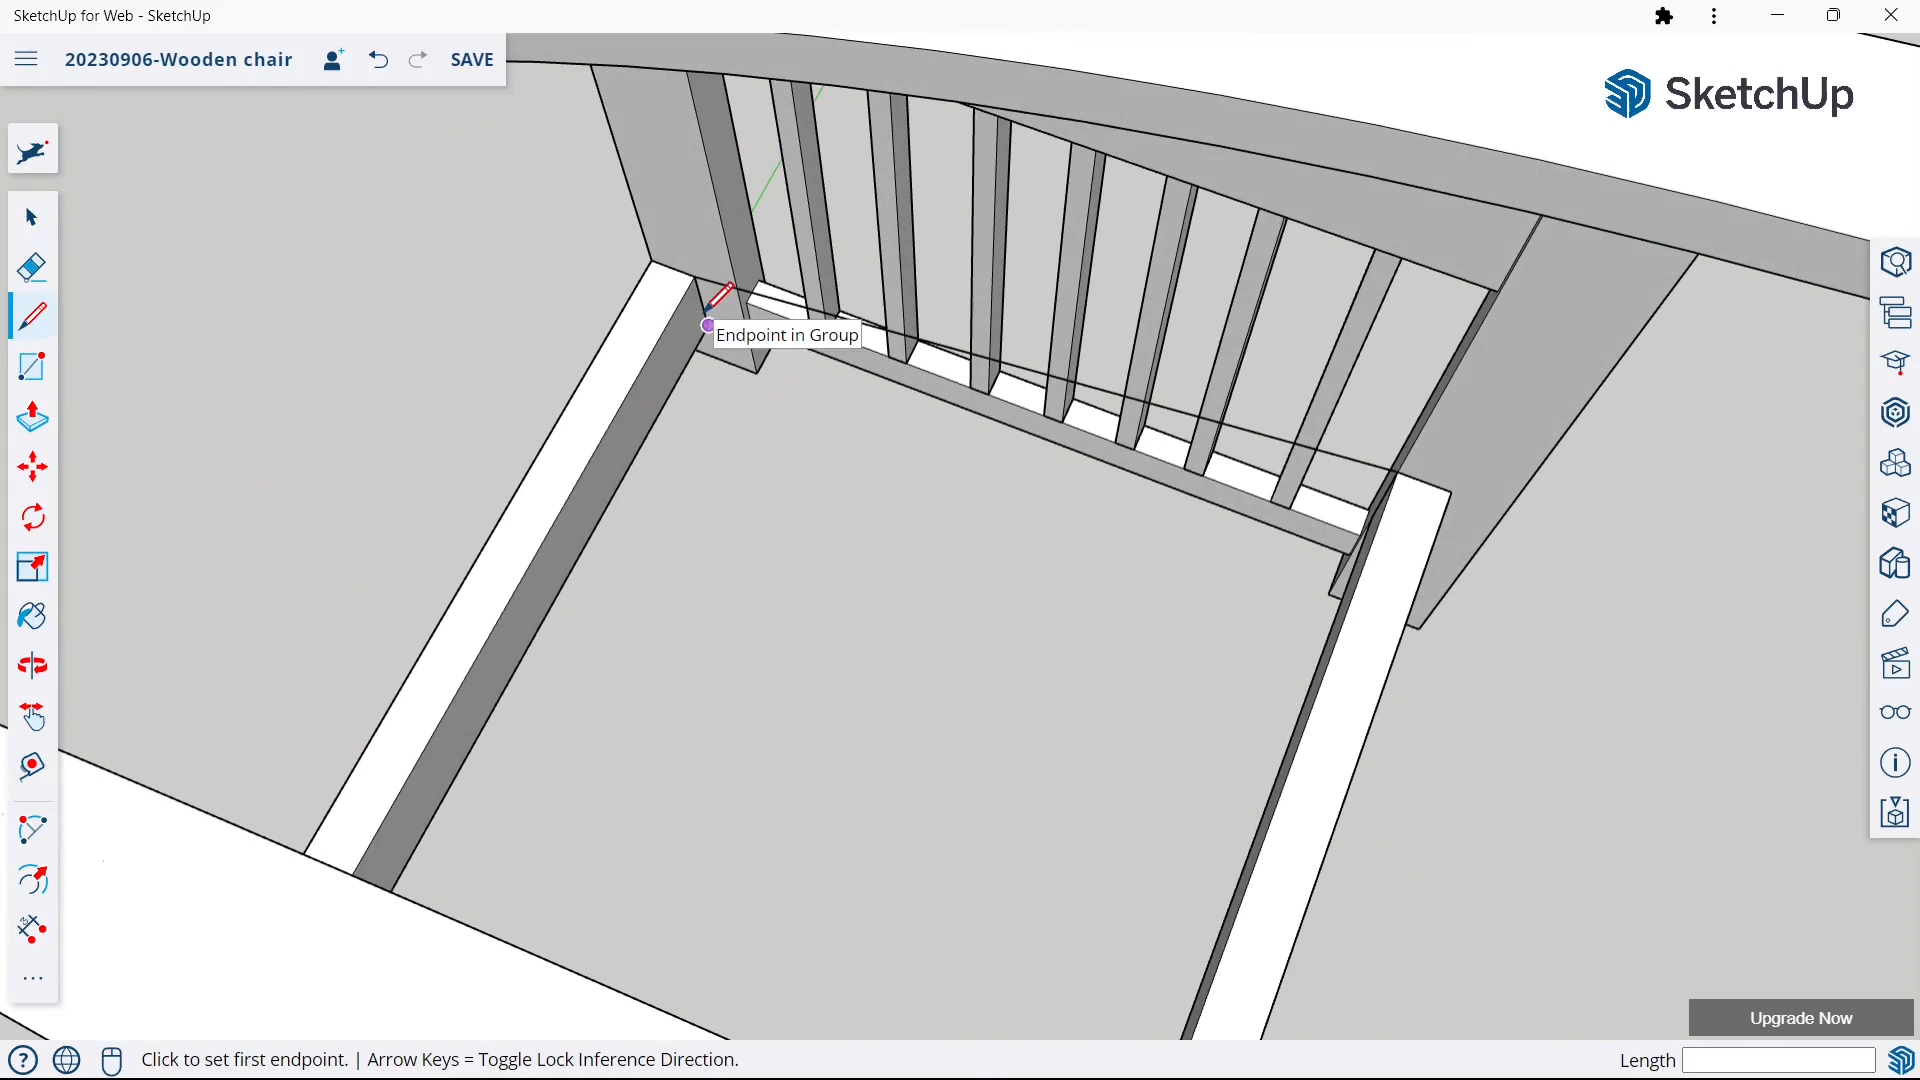 SketchUp for Web - SketchUp
20230906-Wooden chair
SAVE
SketchUp
Endpoint in Group
Upgrade Now
Click to set first endpoint. | Arrow Keys = Toggle Lock Inference Direction.
Length